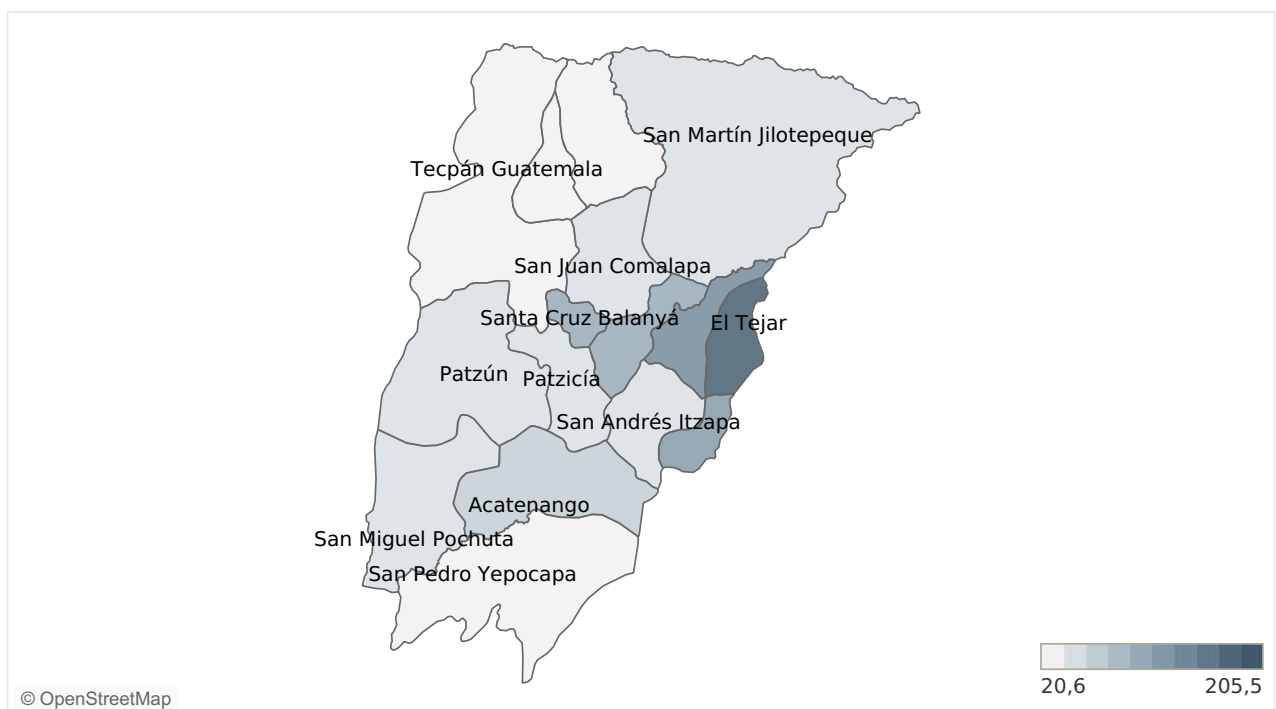 San Martín Jilotepeque
Tecpán Guatemala
San Juan Comalapa
Santa Cruz Balanyá
El Tejar
Patzún
Patzicía
San Andrés Itzapa
Acatenango
San Miguel Pochuta
San Pedro Yepocapa
20,6
205,5
© OpenStreetMap